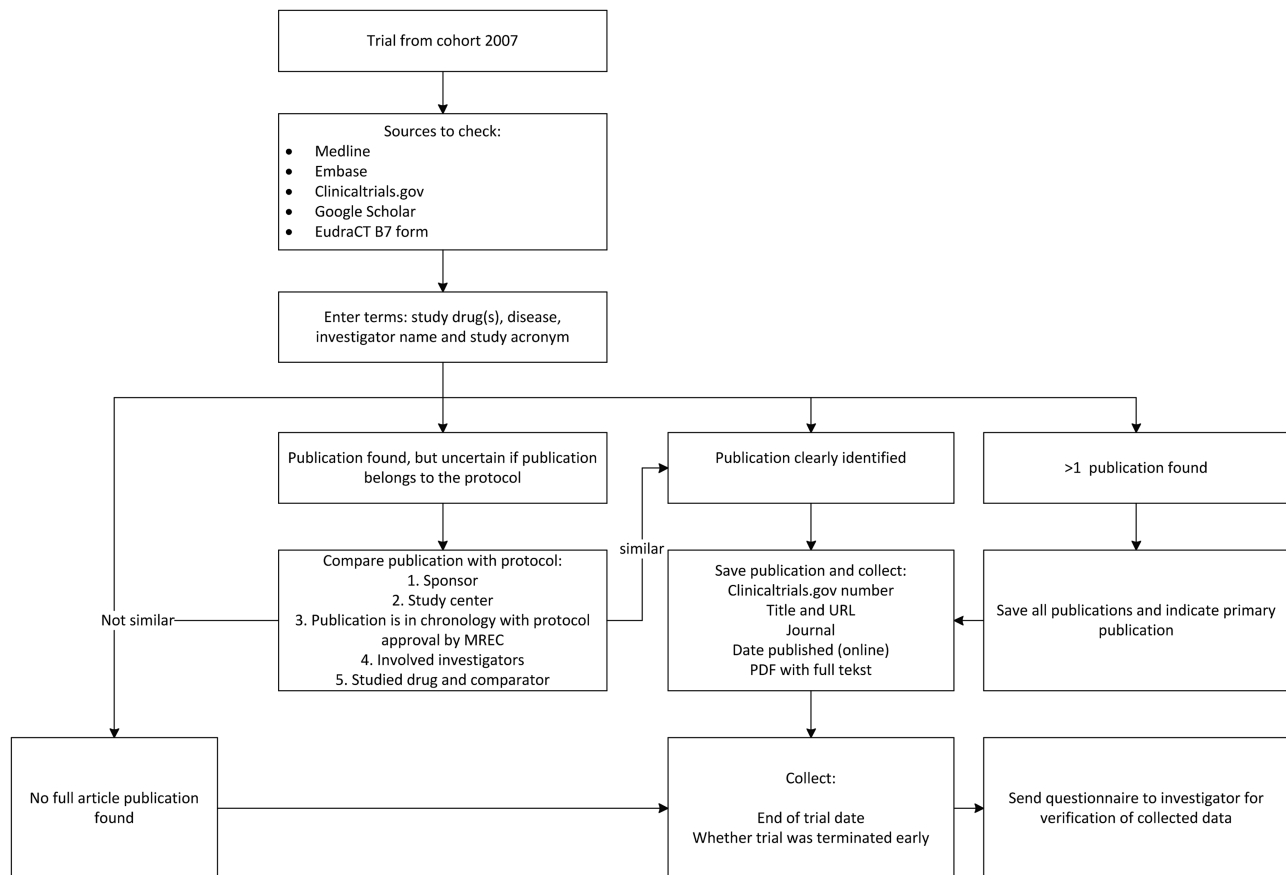 Trial from cohort 2007
Sources to check:
• Medline
• Embase
• Clinicaltrials.gov
• Google Scholar
• EudraCT B7 form
Enter terms: study drug(s), disease,
investigator name and study acronym
Publication found, but uncertain if publication
belongs to the protocol
Publication clearly identified
>1 publication found
Compare publication with protocol:
1. Sponsor
2. Study center
3. Publication is in chronology with protocol
approval by MREC
4. Involved investigators
5. Studied drug and comparator
similar
Not similar
Save publication and collect:
Clinicaltrials.gov number
Title and URL
Journal
Date published (online)
PDF with full tekst
Save all publications and indicate primary
publication
No full article publication
found
Collect:
End of trial date
Whether trial was terminated early
Send questionnaire to investigator for
verification of collected data